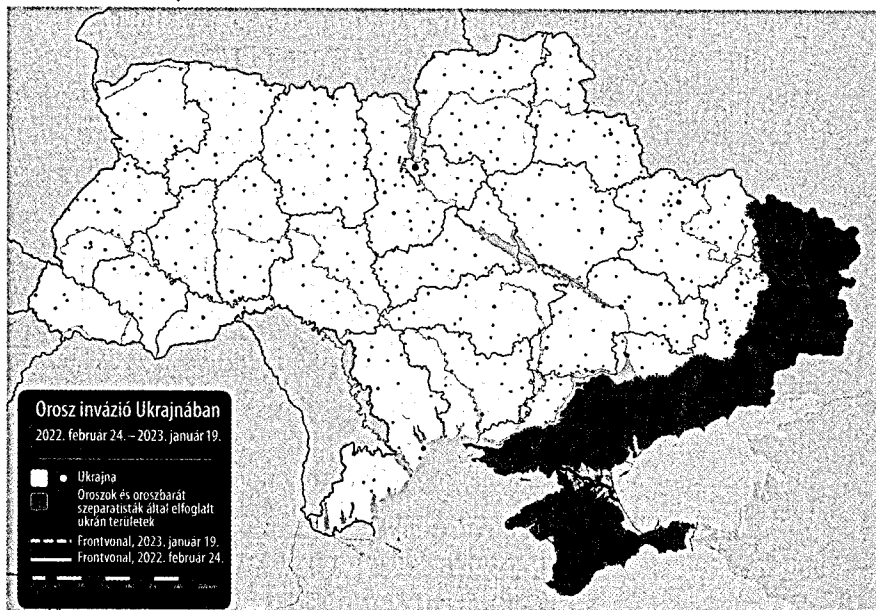 Orosz invázió Ukrajnában
2022. február 24. – 2023. január 19.
Ukrajna
Oroszok és oroszbarát
szeparatisták által elfoglalt
ukrán területek
Frontvonal, 2023. január 19.
Frontvonal, 2022. február 24.